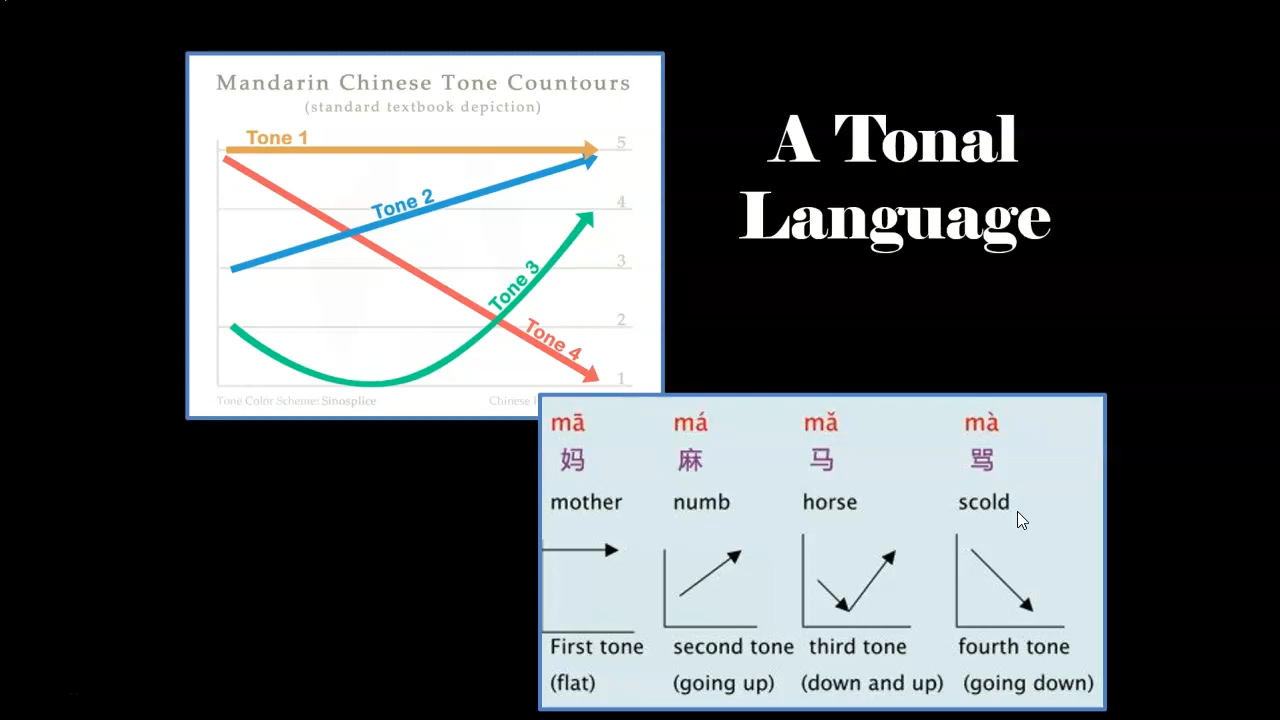 Mandarin Chinese Tone Countours
(standard textbook depiction)
Tone 1
5
Tone 2
4
3
Tone 3
2
Tone 4
1
Tone Color Scheme: Sinosplice
Chinese
A Tonal
Language
mā má mǎ mà
妈 麻 马 骂
mother numb horse scold
First tone second tone third tone fourth tone
(flat) (going up) (down and up) (going down)